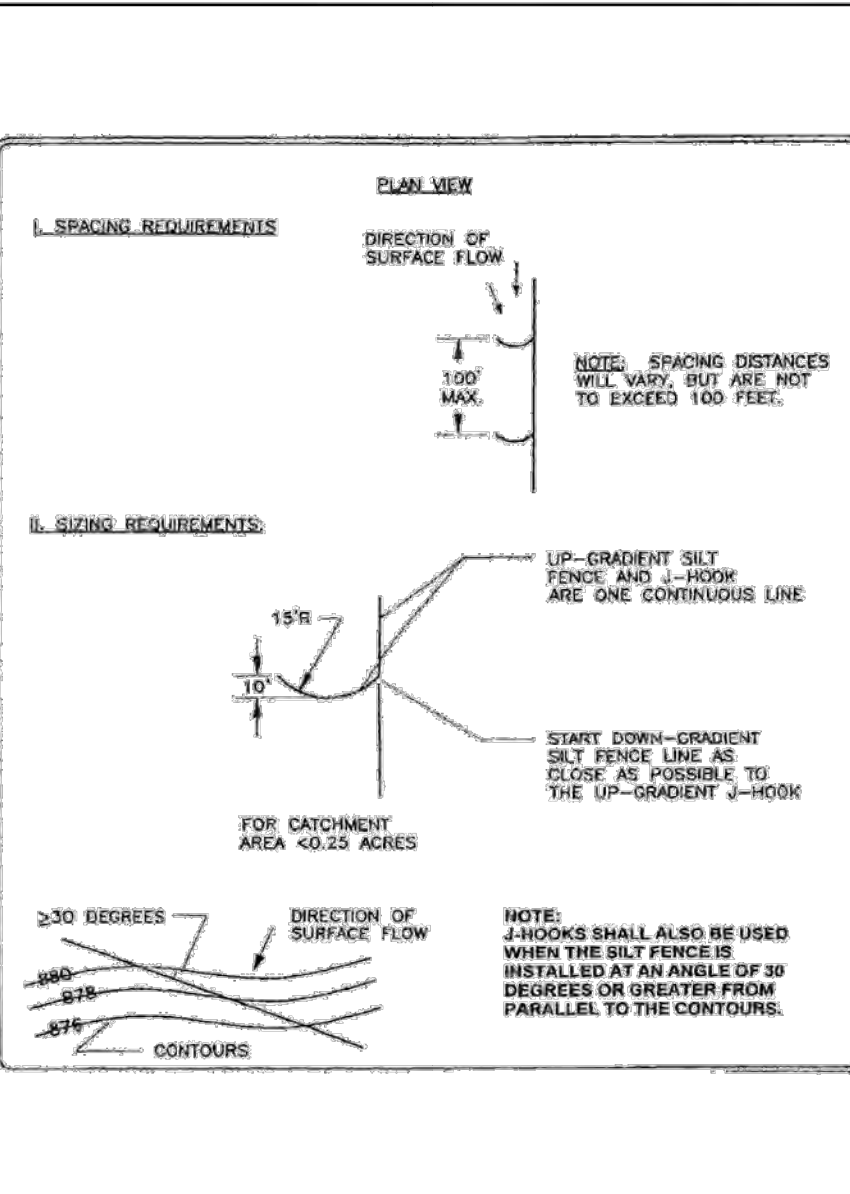 PLAN VIEW
I. SPACING REQUIREMENTS
DIRECTION OF
SURFACE FLOW
100'
MAX.
NOTE: SPACING DISTANCES
WILL VARY, BUT ARE NOT
TO EXCEED 100 FEET.
II. SIZING REQUIREMENTS:
UP-GRADIENT SILT
FENCE AND J-HOOK
ARE ONE CONTINUOUS LINE
15'R
10'
START DOWN-GRADIENT
SILT FENCE LINE AS
CLOSE AS POSSIBLE TO
THE UP-GRADIENT J-HOOK
FOR CATCHMENT
AREA <0.25 ACRES
≥30 DEGREES
DIRECTION OF
SURFACE FLOW
880
878
876
CONTOURS
NOTE:
J-HOOKS SHALL ALSO BE USED
WHEN THE SILT FENCE IS
INSTALLED AT AN ANGLE OF 30
DEGREES OR GREATER FROM
PARALLEL TO THE CONTOURS.